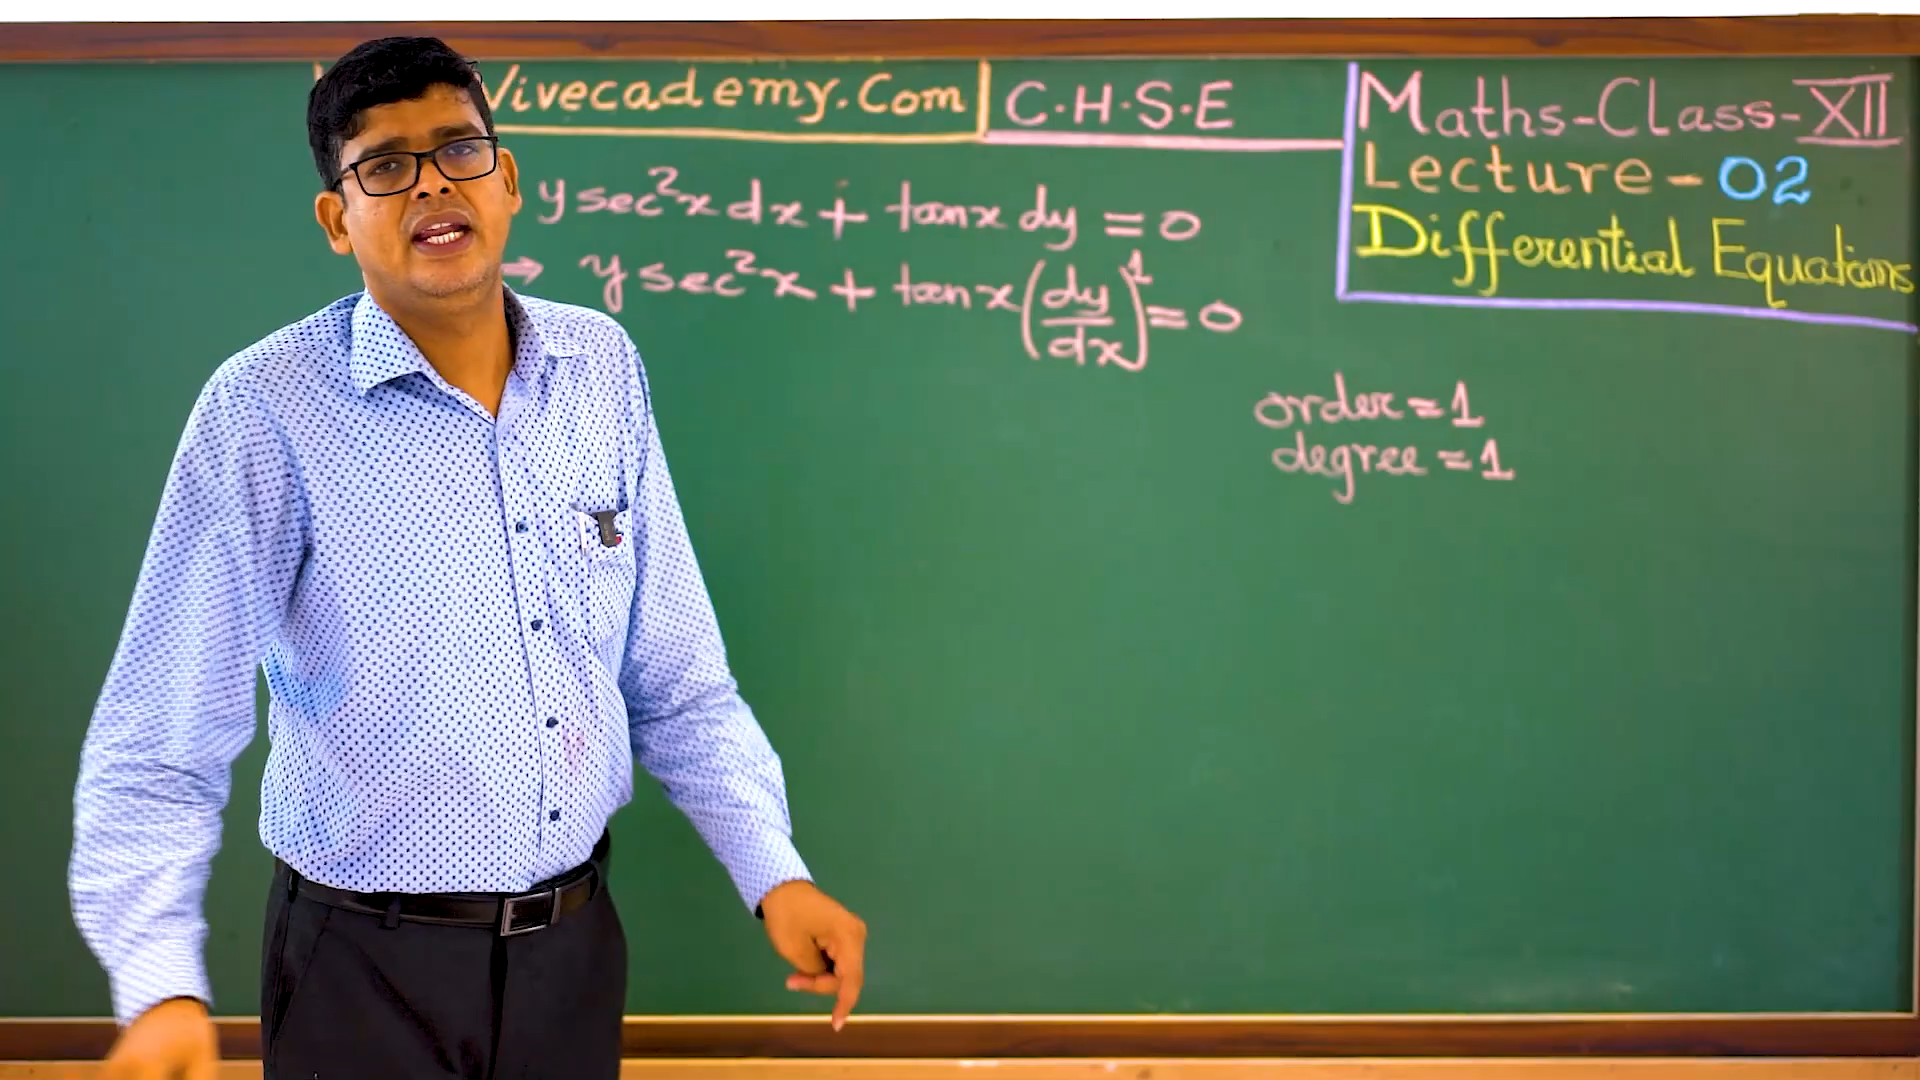 Vivecademy.Com
C.H.S.E
Maths-Class-XII
Lecture-02
Differential Equations
y sec²x dx + tanx dy = 0
⇒ y sec²x + tanx (dy/dx)¹ = 0
order = 1
degree = 1